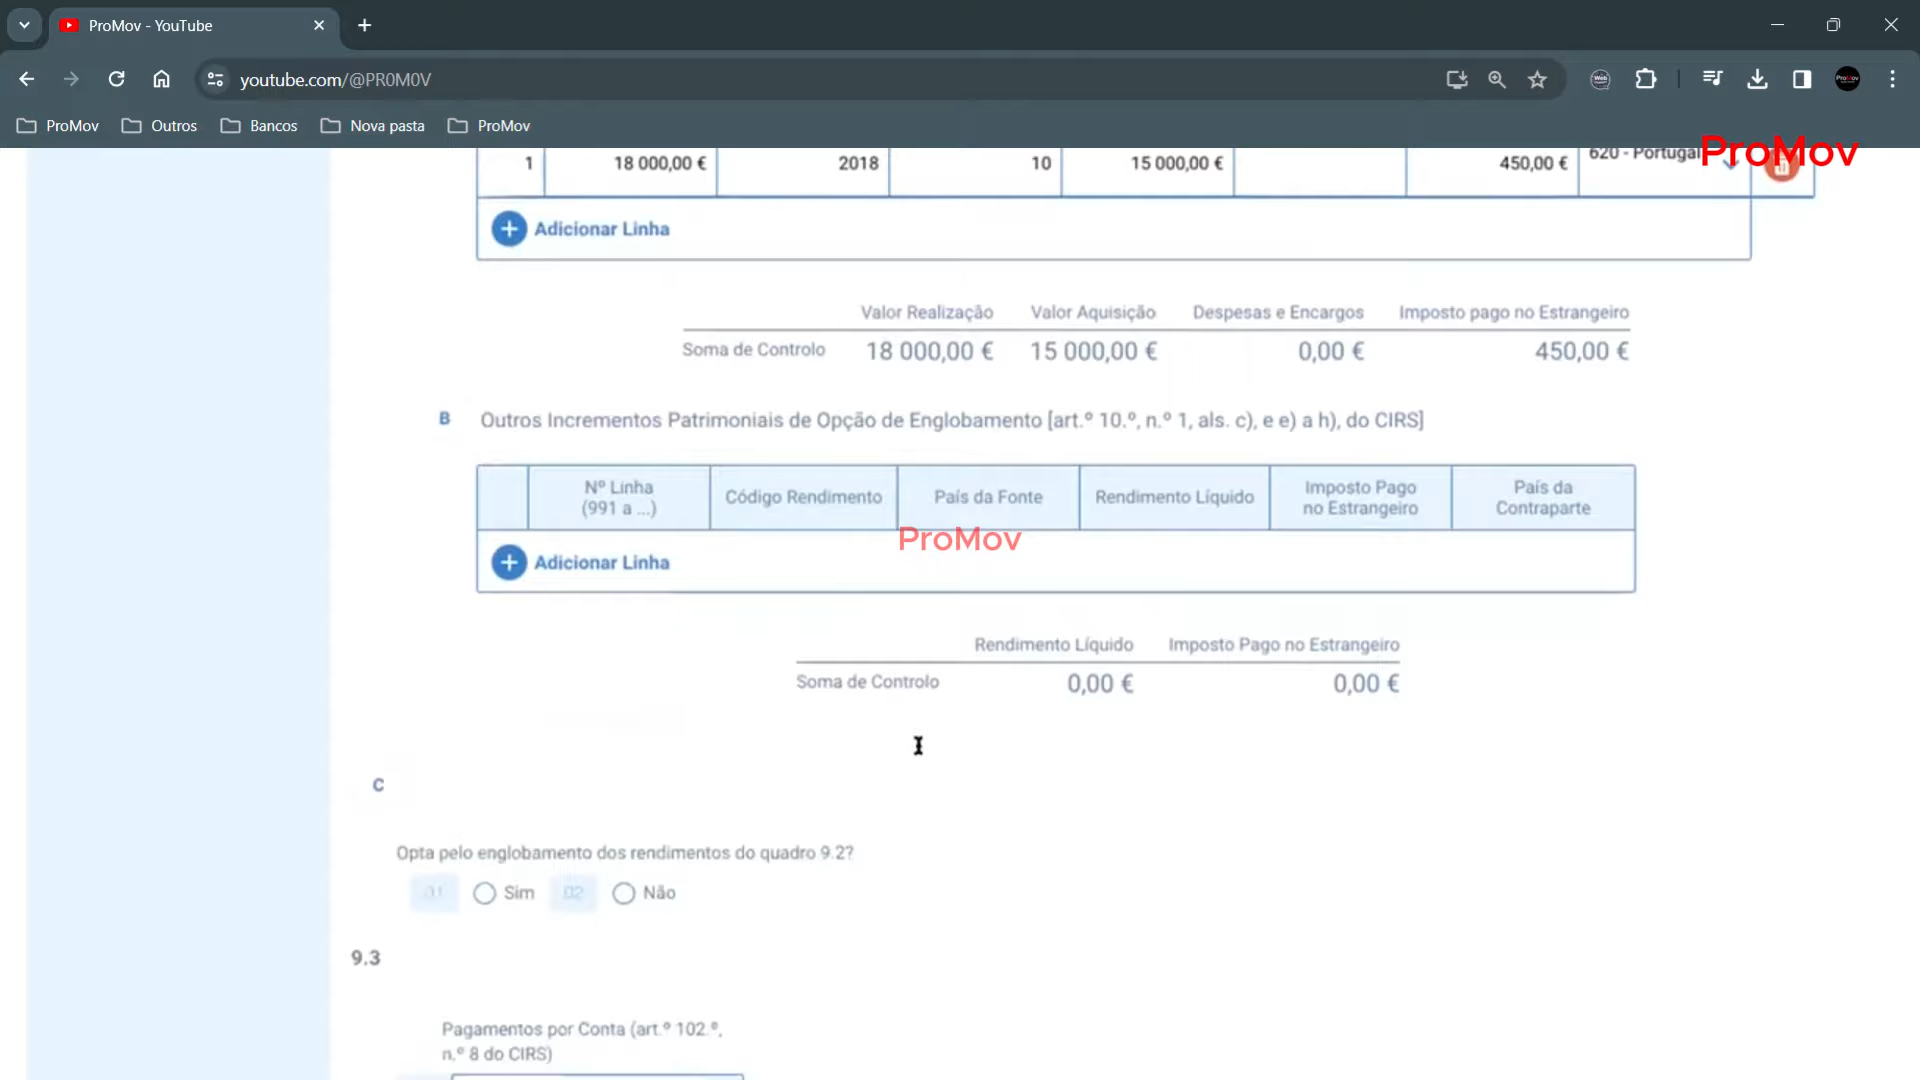 ProMov - YouTube
youtube.com/@PR0M0V
ProMov
Outros
Bancos
Nova pasta
ProMov
ProMov
1 18 000,00 € 2018 10 15 000,00 € 450,00 € 620 - Portugal
Adicionar Linha
Valor Realização Valor Aquisição Despesas e Encargos Imposto pago no Estrangeiro
Soma de Controlo 18 000,00 € 15 000,00 € 0,00 € 450,00 €
B Outros Incrementos Patrimoniais de Opção de Englobamento [art.º 10.º, n.º 1, als. c), e e) a h), do CIRS]
Nº Linha
(991 a ...)
Código Rendimento
País da Fonte
Rendimento Líquido
Imposto Pago
no Estrangeiro
País da
Contraparte
ProMov
Adicionar Linha
Rendimento Líquido Imposto Pago no Estrangeiro
Soma de Controlo 0,00 € 0,00 €
C
Opta pelo englobamento dos rendimentos do quadro 9.2?
01 Sim 02 Não
9.3
Pagamentos por Conta (art.º 102.º,
n.º 8 do CIRS)